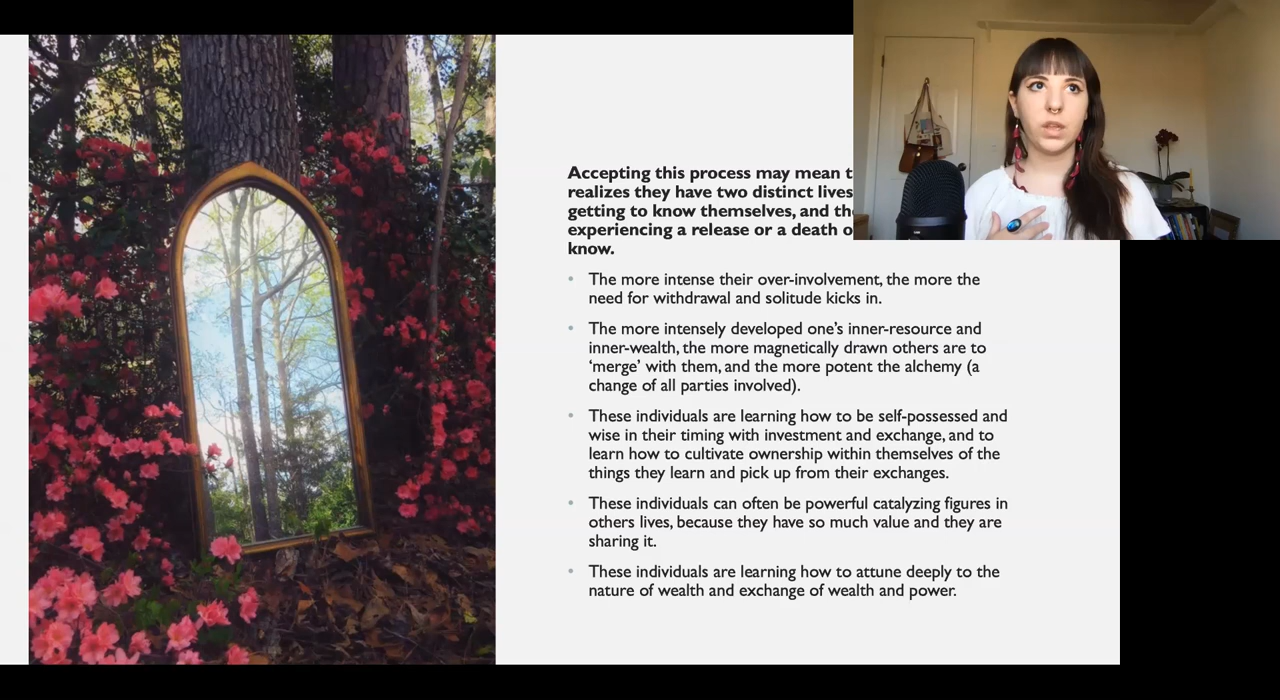 Accepting this process may mean
realizes they have two distinct lives
getting to know themselves, and
experiencing a release or a death
know.
• The more intense their over-involvement, the more the
need for withdrawal and solitude kicks in.
• The more intensely developed one’s inner-resource and
inner-wealth, the more magnetically drawn others are to
‘merge’ with them, and the more potent the alchemy (a
change of all parties involved).
• These individuals are learning how to be self-possessed and
wise in their timing with investment and exchange, and to
learn how to cultivate ownership within themselves of the
things they learn and pick up from their exchanges.
• These individuals can often be powerful catalyzing figures in
others lives, because they have so much value and they are
sharing it.
• These individuals are learning how to attune deeply to the
nature of wealth and exchange of wealth and power.